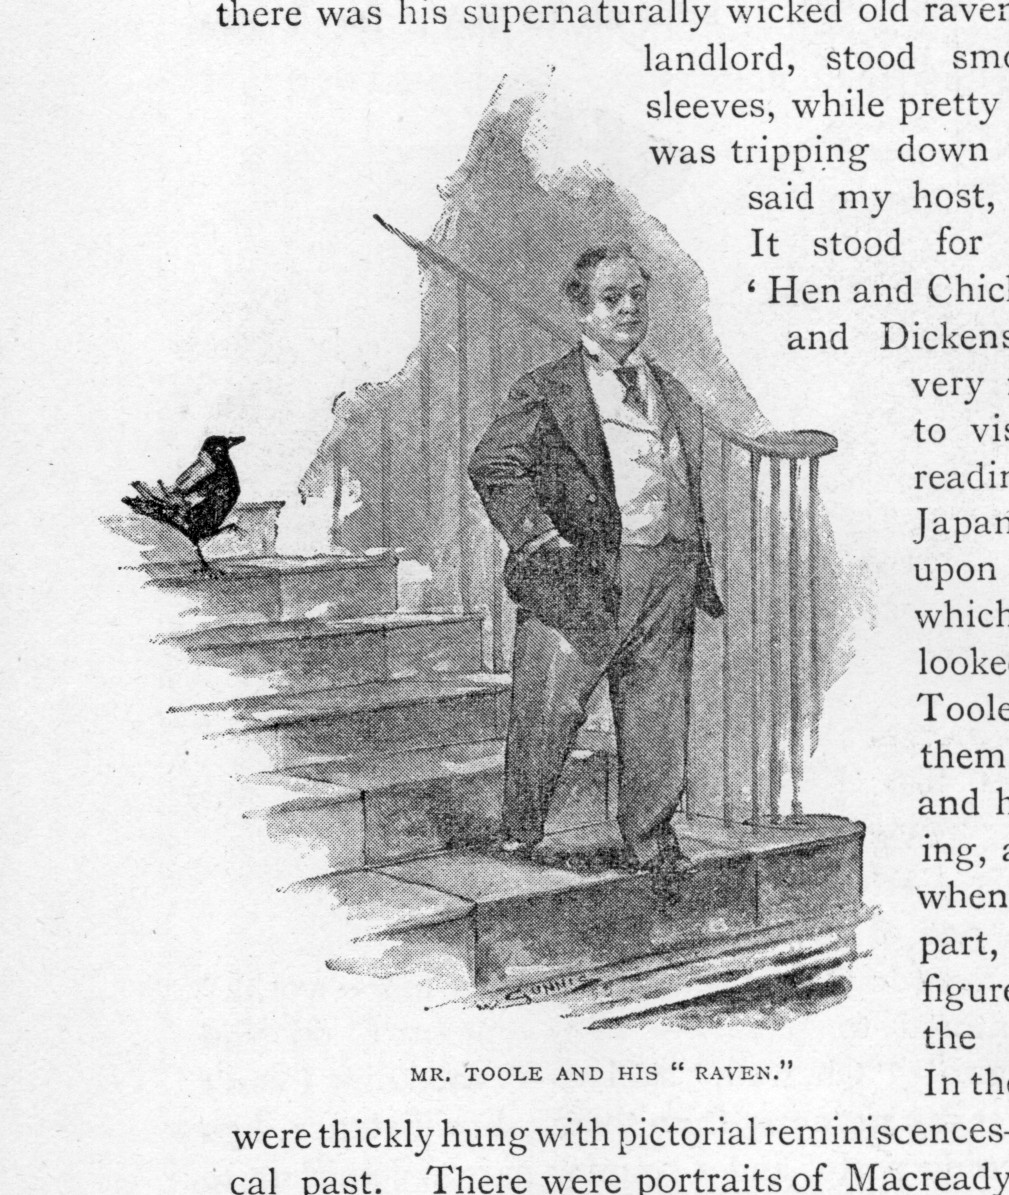 there was his supernaturally wicked old raven
landlord, stood smo
sleeves, while pretty
was tripping down
said my host,
It stood for
‘ Hen and Chick
and Dickens
very
to vis
readin
Japan
upon
which
looke
Toole
them
and h
ing, a
when
part,
figure
the
W. GUNNIS
MR. TOOLE AND HIS “ RAVEN.”
In the
were thickly hung with pictorial reminiscences-
cal past. There were portraits of Macready